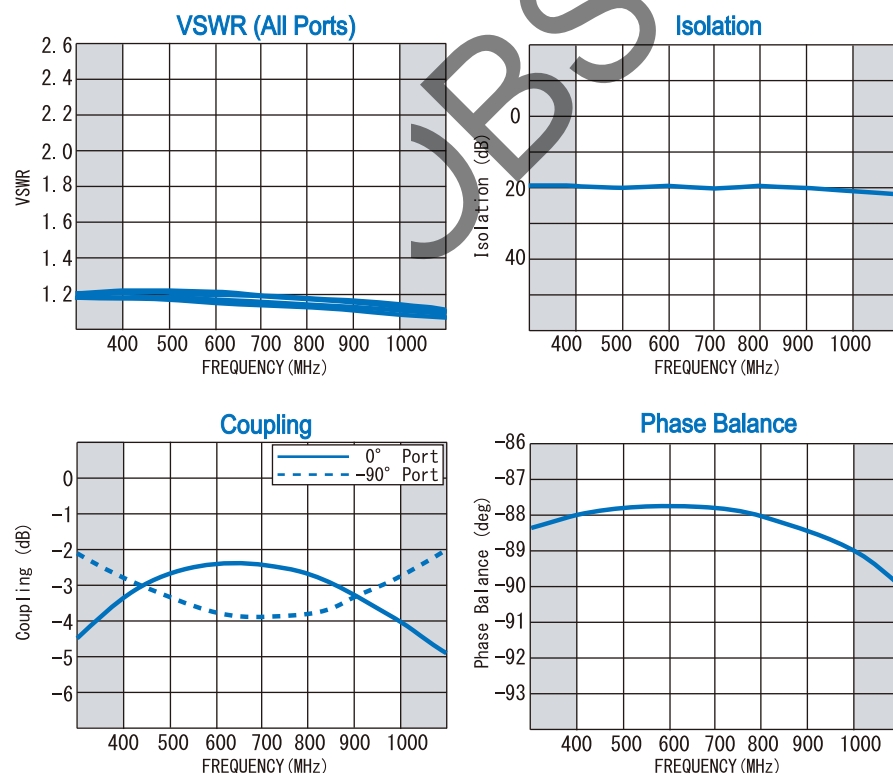 VSWR (All Ports)
2.6
2.4
2.2
2.0
1.8
1.6
1.4
1.2
VSWR
400 500 600 700 800 900 1000
FREQUENCY(MHz)
Isolation
0
20
40
Isolation (dB)
400 500 600 700 800 900 1000
FREQUENCY(MHz)
OBS
Coupling
0° Port
-90° Port
0
-1
-2
-3
-4
-5
-6
Coupling (dB)
400 500 600 700 800 900 1000
FREQUENCY(MHz)
Phase Balance
-86
-87
-88
-89
-90
-91
-92
-93
Phase Balance (deg)
400 500 600 700 800 900 1000
FREQUENCY(MHz)